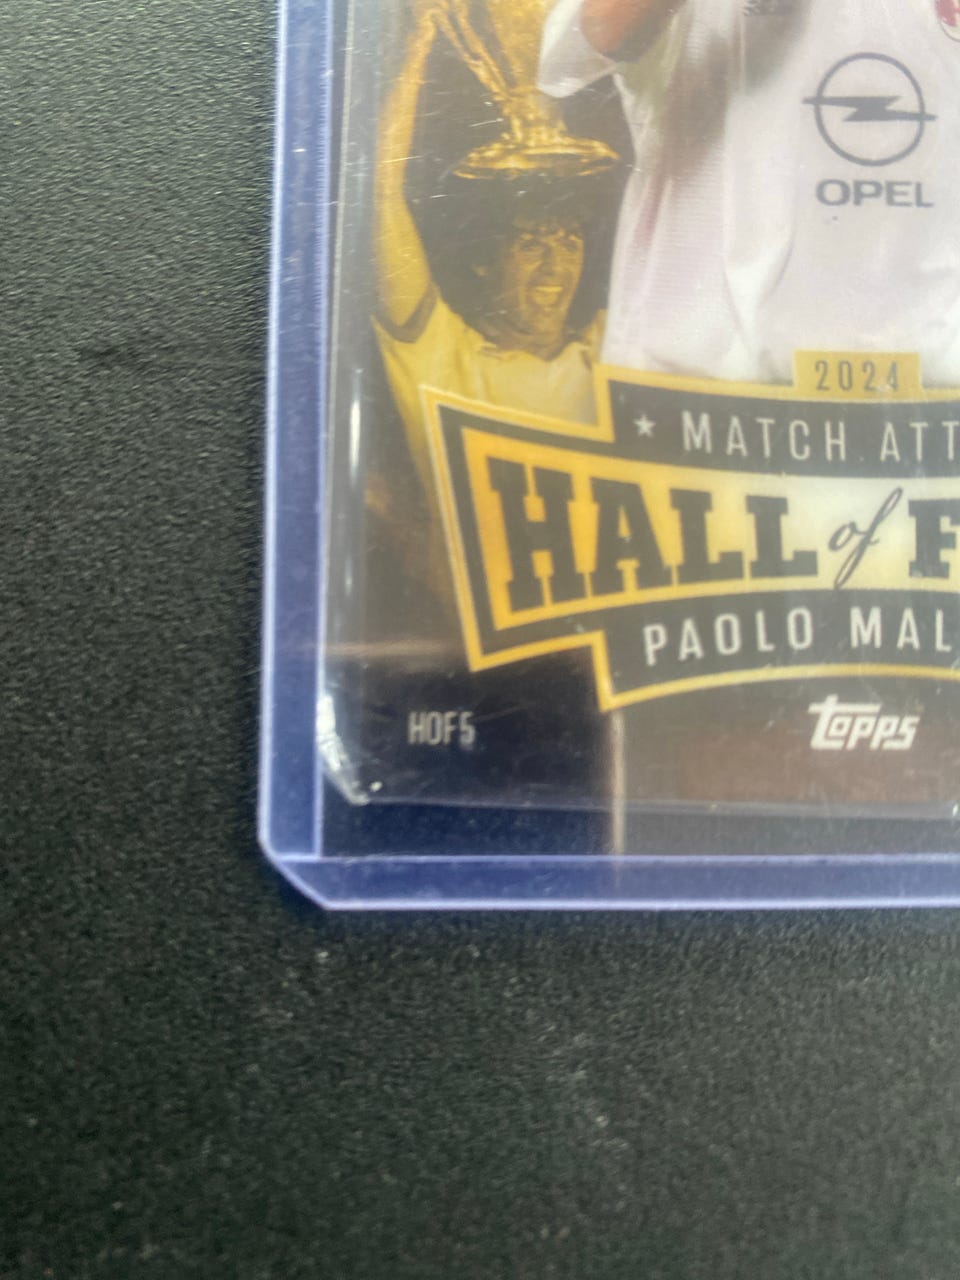 OPEL
2024
★ MATCH ATT
HALL of F
PAOLO MAL
HOF5
topps